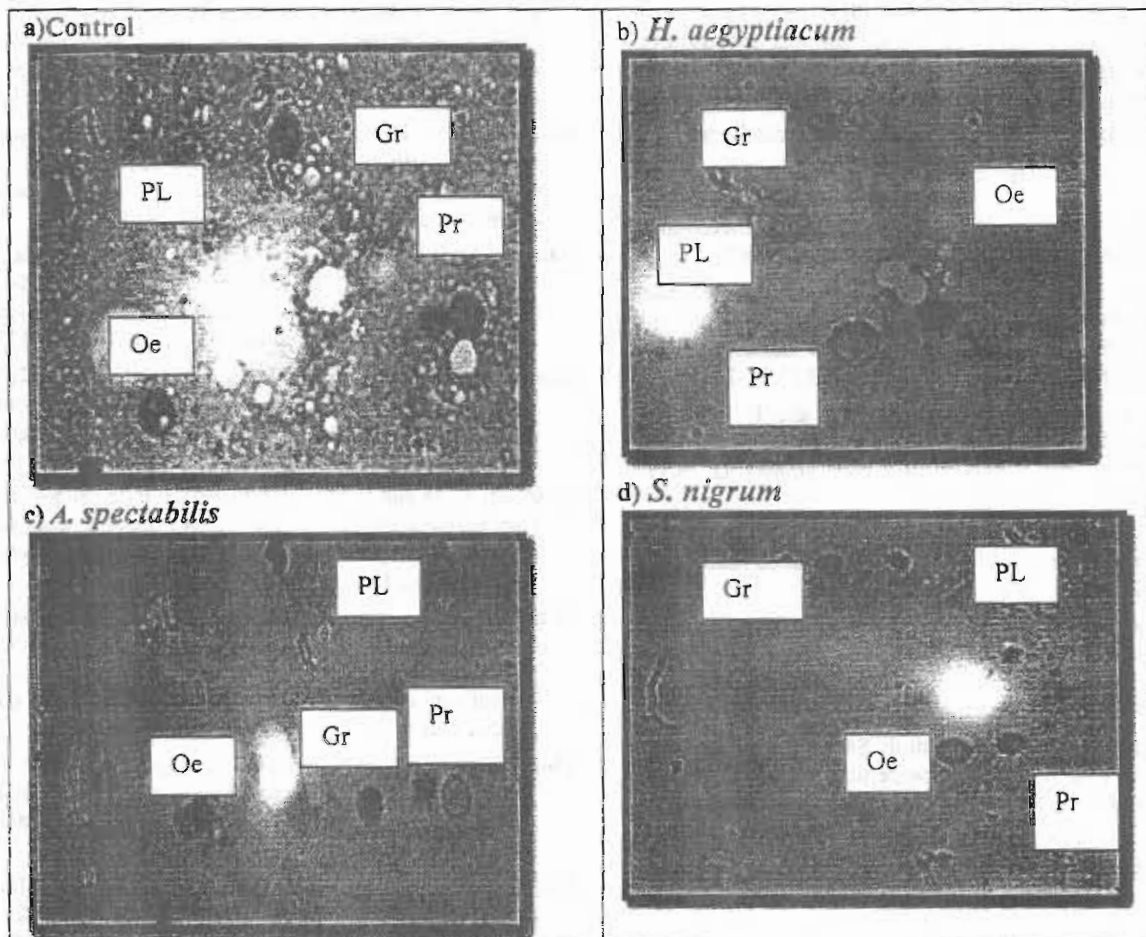 a)Control
Gr
PL
Pr
Oe
b) H. aegyptiacum
Gr
Oe
PL
Pr
c) A. spectabilis
PL
Pr
Gr
Oe
d) S. nigrum
PL
Gr
Oe
Pr